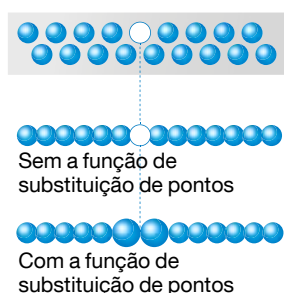 Sem a função de
substituição de pontos
Com a função de
substituição de pontos